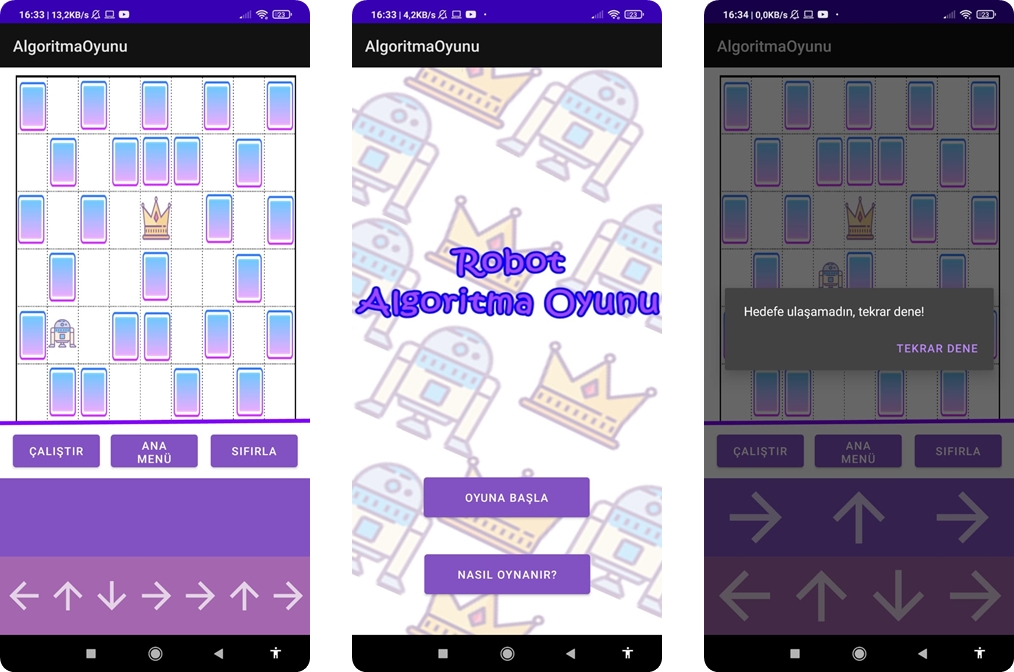 16:33 | 13,2KB/s
23
AlgoritmaOyunu
ÇALIŞTIR
ANA
MENÜ
SIFIRLA
16:33 | 4,2KB/s
23
AlgoritmaOyunu
Robot
Algoritma Oyunu
OYUNA BAŞLA
NASIL OYNANIR?
16:34 | 0,0KB/s
23
AlgoritmaOyunu
Hedefe ulaşamadın, tekrar dene!
TEKRAR DENE
ÇALIŞTIR
ANA
MENÜ
SIFIRLA